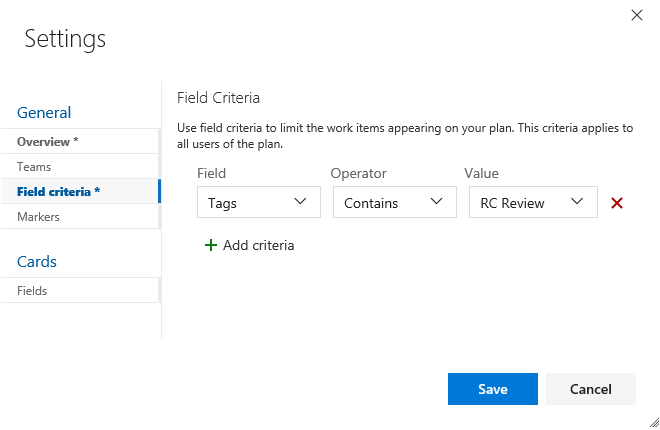 Settings
General
Overview *
Teams
Field criteria *
Markers
Cards
Fields
Field Criteria
Use field criteria to limit the work items appearing on your plan. This criteria applies to
all users of the plan.
Field Operator Value
Tags Contains RC Review
Add criteria
Save Cancel